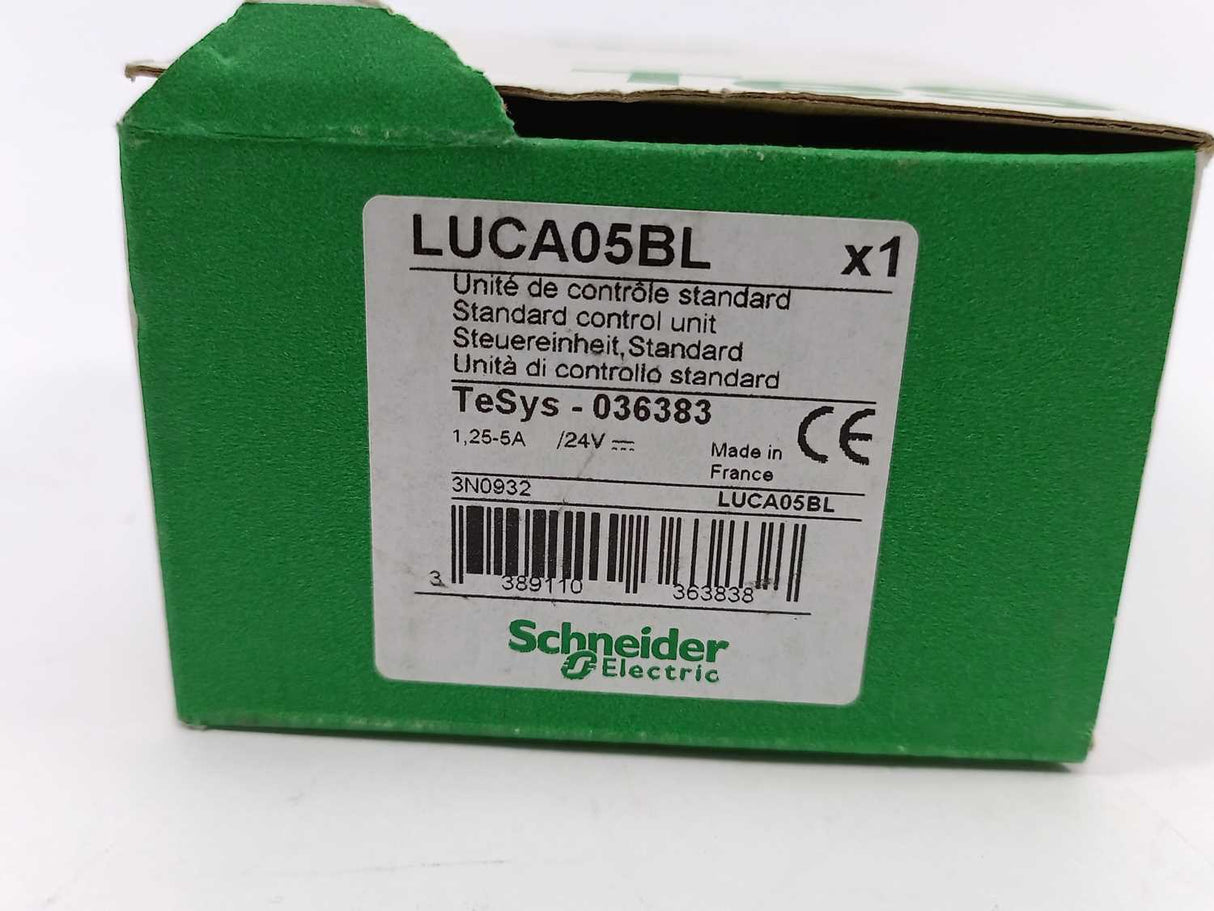 LUCA05BL x1
Unité de contrôle standard
Standard control unit
Steuereinheit, Standard
Unità di controllo standard
TeSys - 036383
1,25-5A /24V
Made in
France
CE
3N0932 LUCA05BL
3 389110 363838
Schneider
Electric